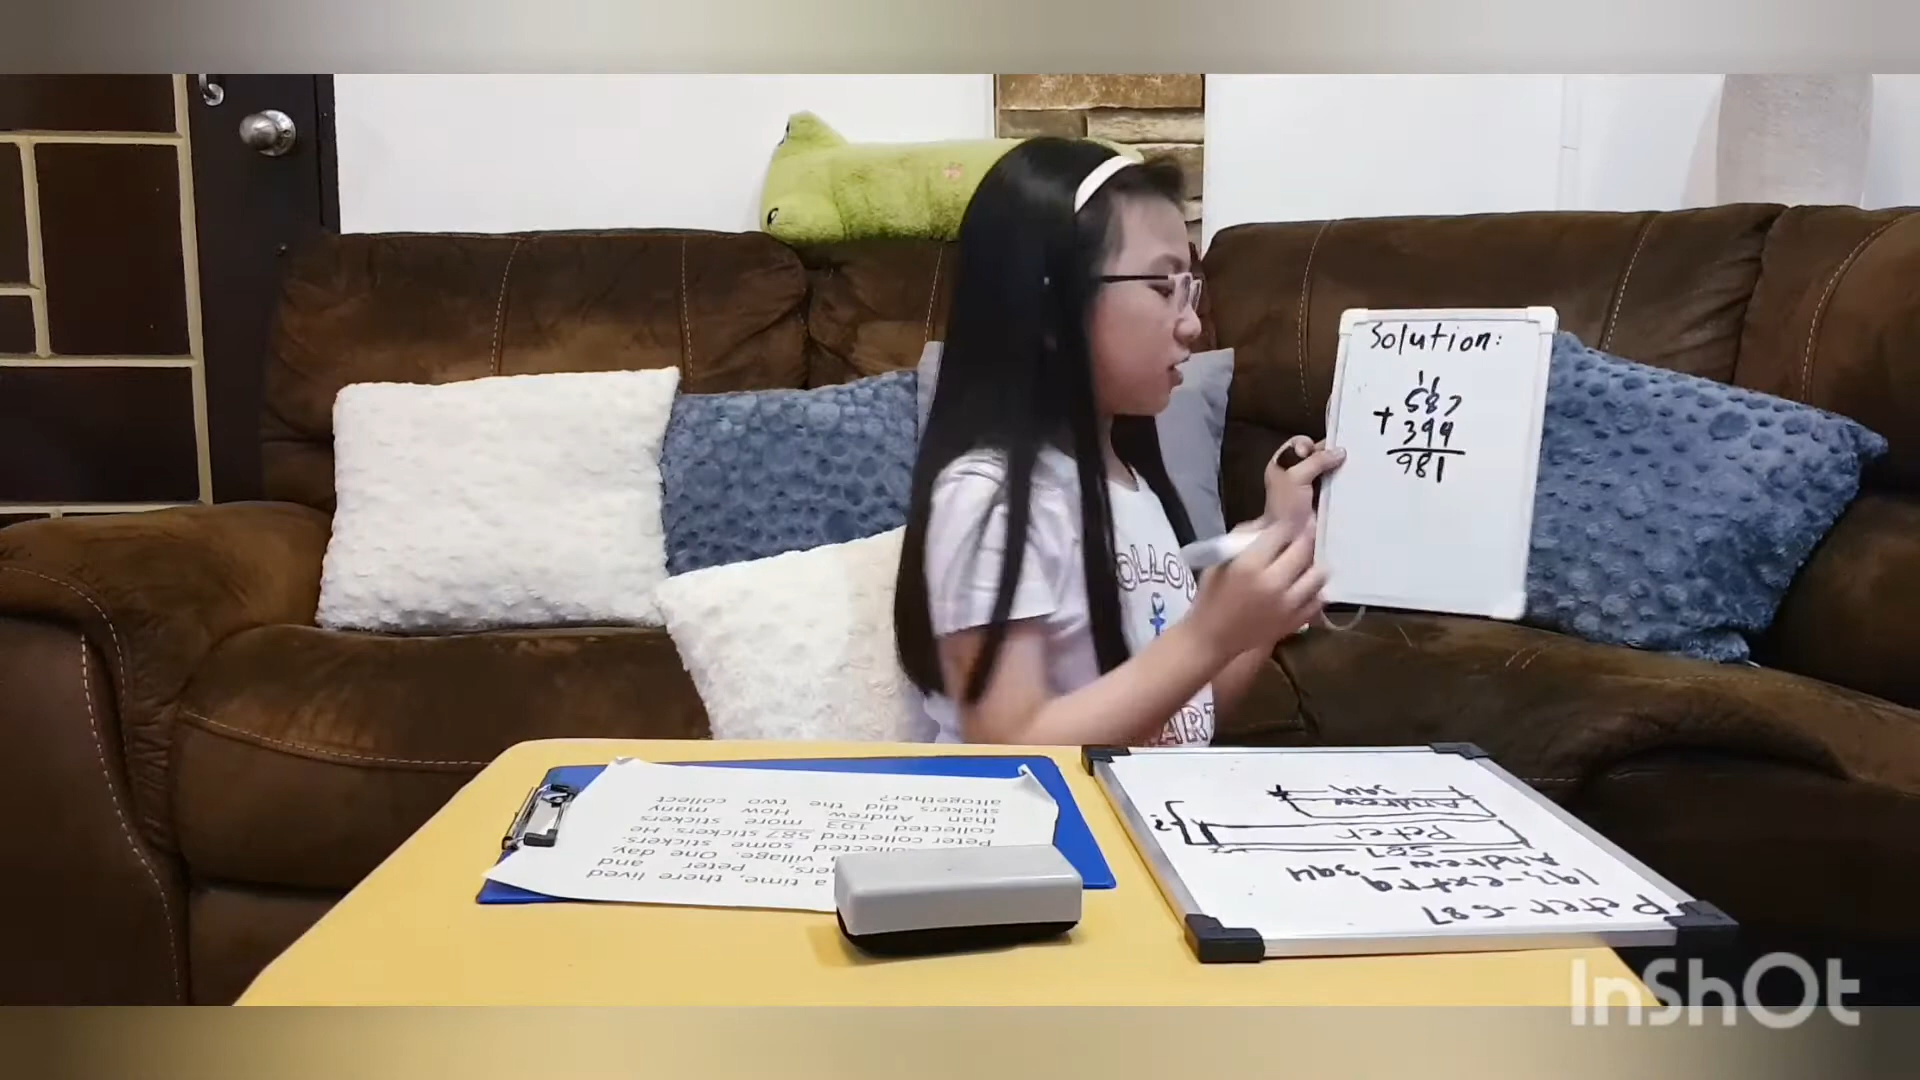 Solution:
1 1
587
+ 394
981
a time, there lived
Peter and
village. One day,
collected some stickers.
Peter collected 587 stickers. He
collected 193 more stickers
than Andrew. How many
stickers did the two collect
altogether?
Peter - 587
193 - extra
Andrew - 394
587
Peter
Andrew
?
394
InShOt